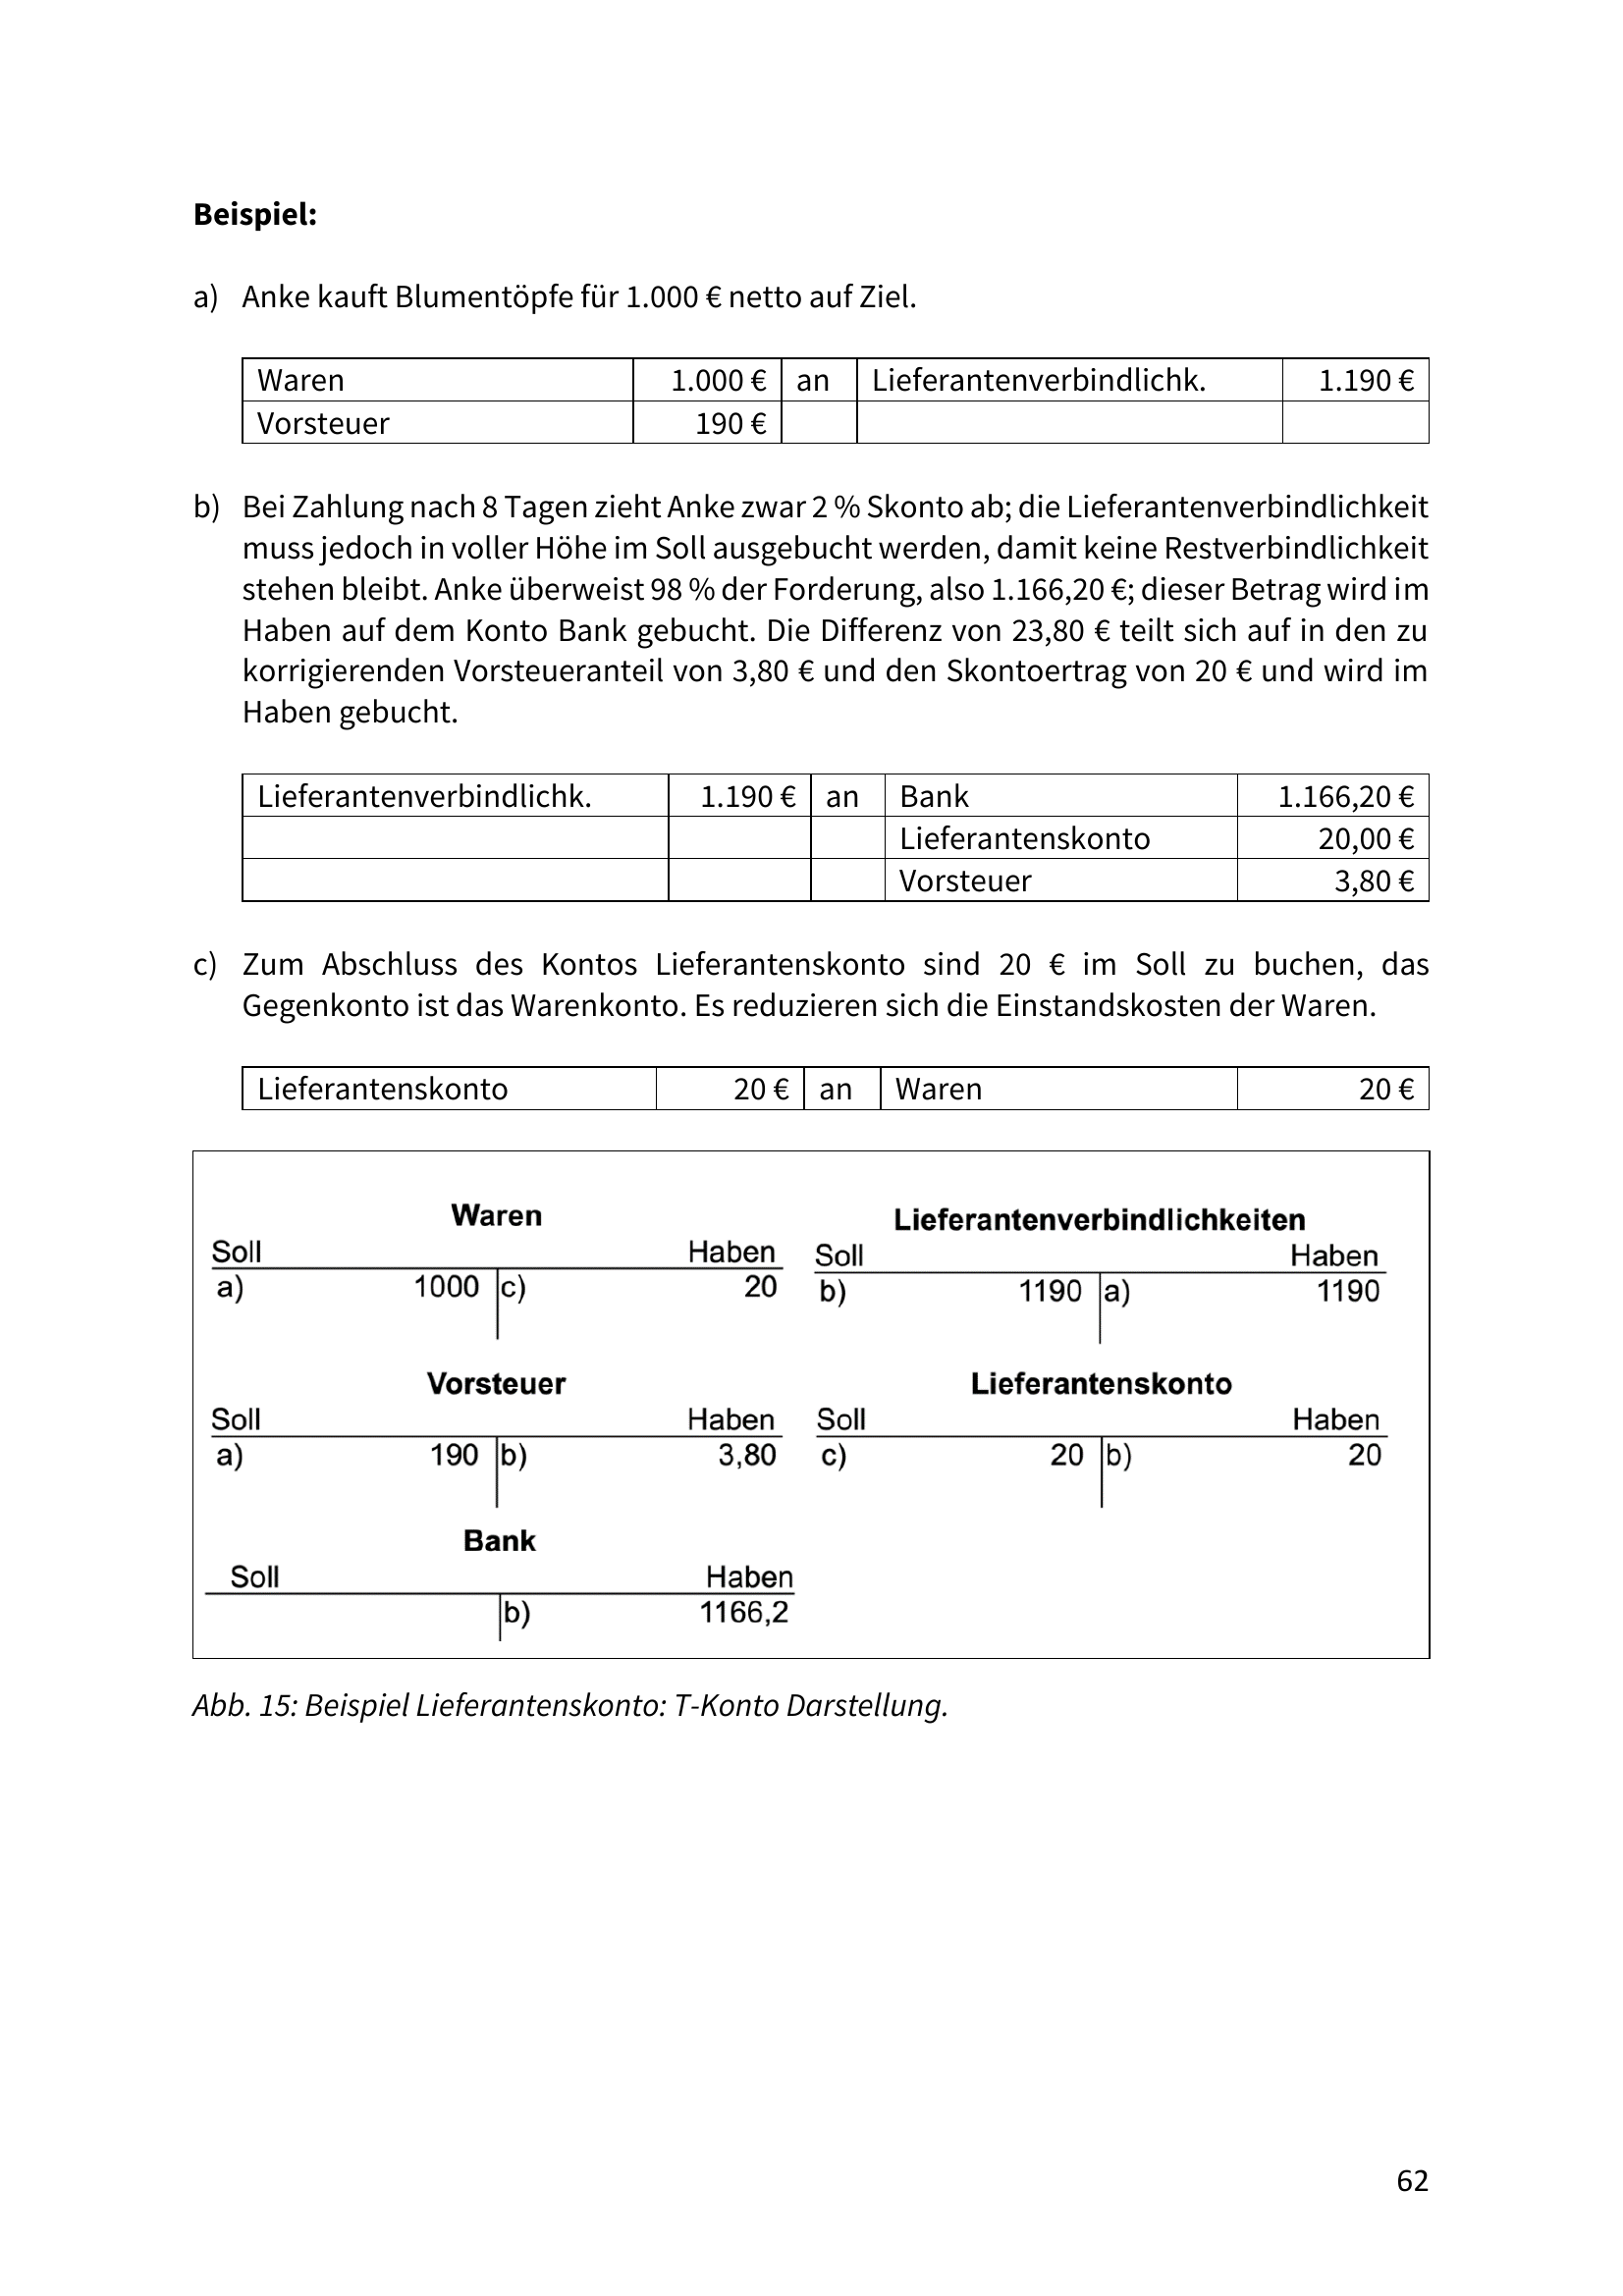 Beispiel:
a) Anke kauft Blumentöpfe für 1.000 € netto auf Ziel.
Waren 1.000 € an Lieferantenverbindlichk. 1.190 €
Vorsteuer 190 €
b) Bei Zahlung nach 8 Tagen zieht Anke zwar 2 % Skonto ab; die Lieferantenverbindlichkeit
muss jedoch in voller Höhe im Soll ausgebucht werden, damit keine Restverbindlichkeit
stehen bleibt. Anke überweist 98 % der Forderung, also 1.166,20 €; dieser Betrag wird im
Haben auf dem Konto Bank gebucht. Die Differenz von 23,80 € teilt sich auf in den zu
korrigierenden Vorsteueranteil von 3,80 € und den Skontoertrag von 20 € und wird im
Haben gebucht.
Lieferantenverbindlichk. 1.190 € an Bank 1.166,20 €
Lieferantenskonto 20,00 €
Vorsteuer 3,80 €
c) Zum Abschluss des Kontos Lieferantenskonto sind 20 € im Soll zu buchen, das
Gegenkonto ist das Warenkonto. Es reduzieren sich die Einstandskosten der Waren.
Lieferantenskonto 20 € an Waren 20 €
Waren
Soll Haben
a) 1000 c) 20
Lieferantenverbindlichkeiten
Soll Haben
b) 1190 a) 1190
Vorsteuer
Soll Haben
a) 190 b) 3,80
Lieferantenskonto
Soll Haben
c) 20 b) 20
Bank
Soll Haben
b) 1166,2
Abb. 15: Beispiel Lieferantenskonto: T-Konto Darstellung.
62